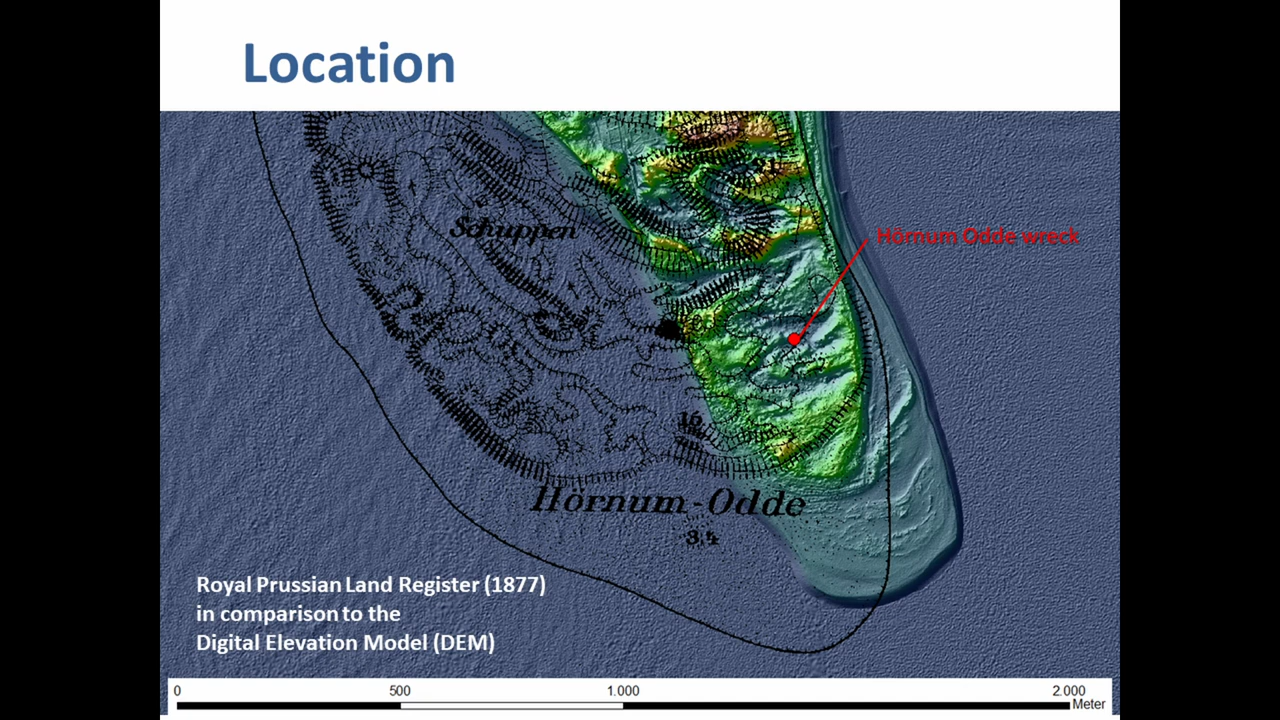 Location
Schuppen
Hörnum Odde wreck
16
Hörnum-Odde
3,4
Royal Prussian Land Register (1877)
in comparison to the
Digital Elevation Model (DEM)
0 500 1.000 2.000
Meter